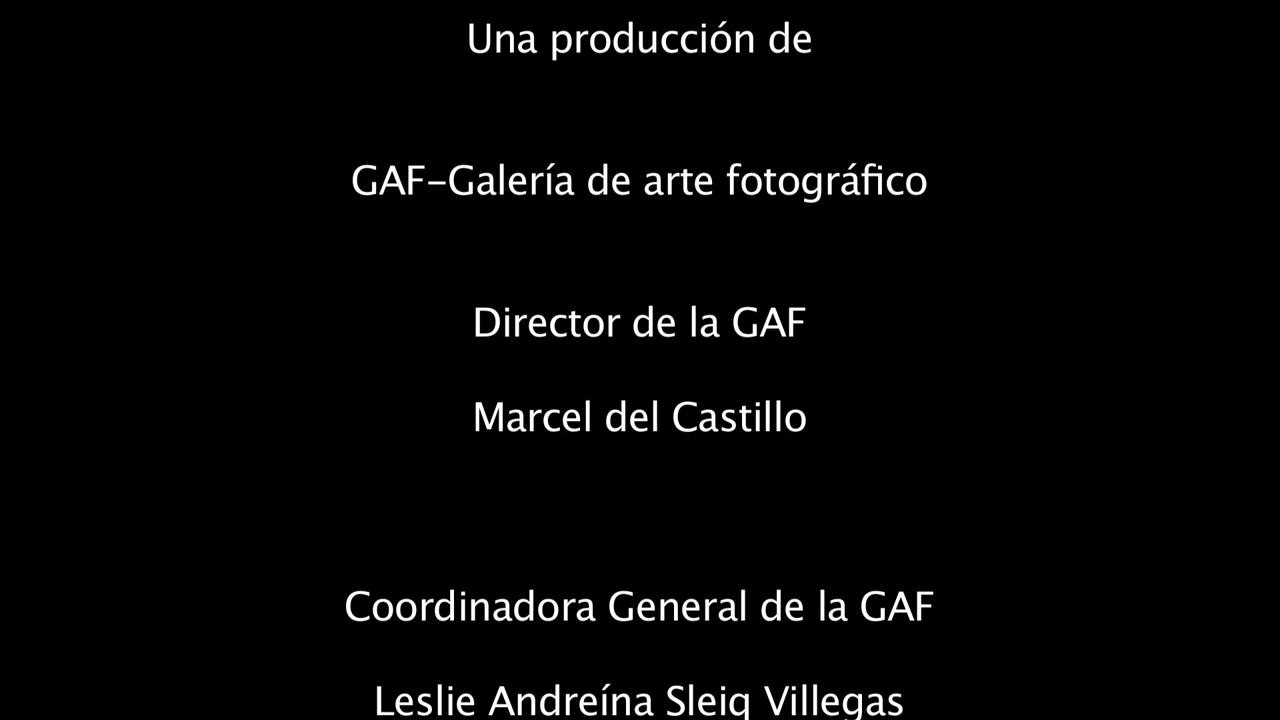 Una producción de
GAF-Galería de arte fotográfico
Director de la GAF
Marcel del Castillo
Coordinadora General de la GAF
Leslie Andreína Sleiq Villegas